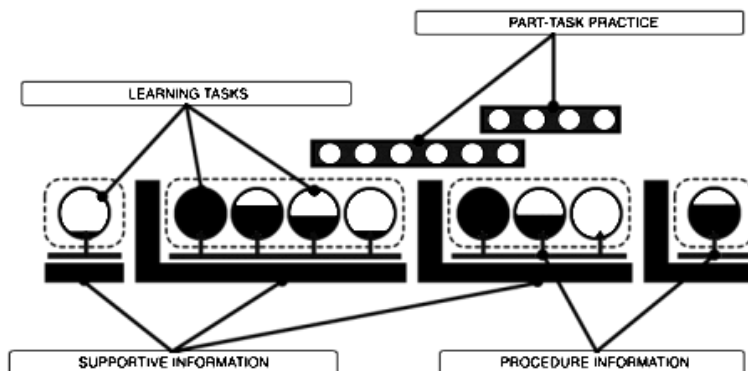 PART-TASK PRACTICE
LEARNING TASKS
SUPPORTIVE INFORMATION
PROCEDURE INFORMATION